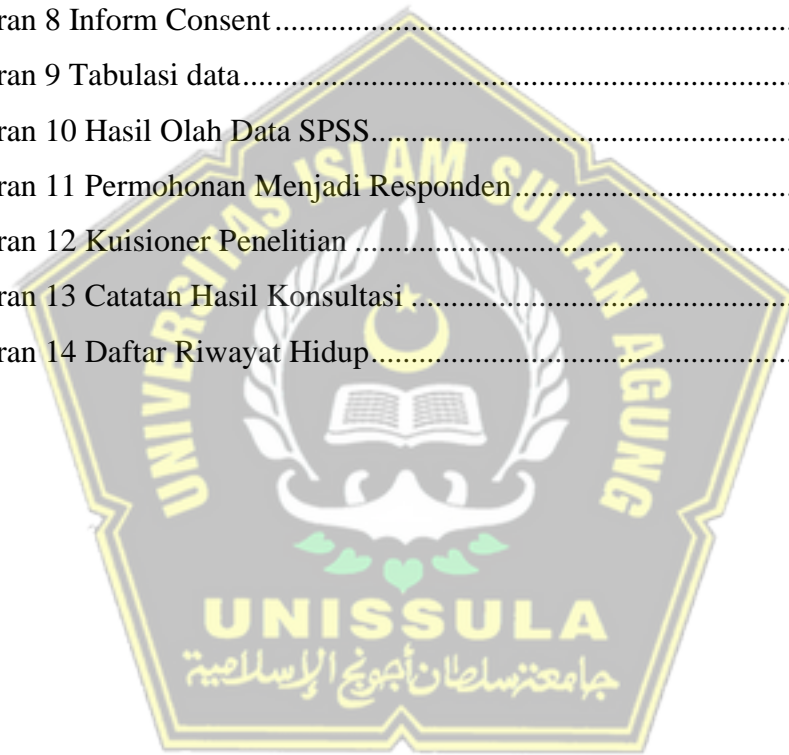 ran 8 Inform Consent........................................................................
ran 9 Tabulasi data............................................................................
ran 10 Hasil Olah Data SPSS............................................................
ran 11 Permohonan Menjadi Responden........................................
ran 12 Kuisioner Penelitian ..............................................................
ran 13 Catatan Hasil Konsultasi .......................................................
ran 14 Daftar Riwayat Hidup............................................................
UNIVERSITAS ISLAM SULTAN AGUNG
UNISSULA
جامعة سلطان أجونج الإسلامية